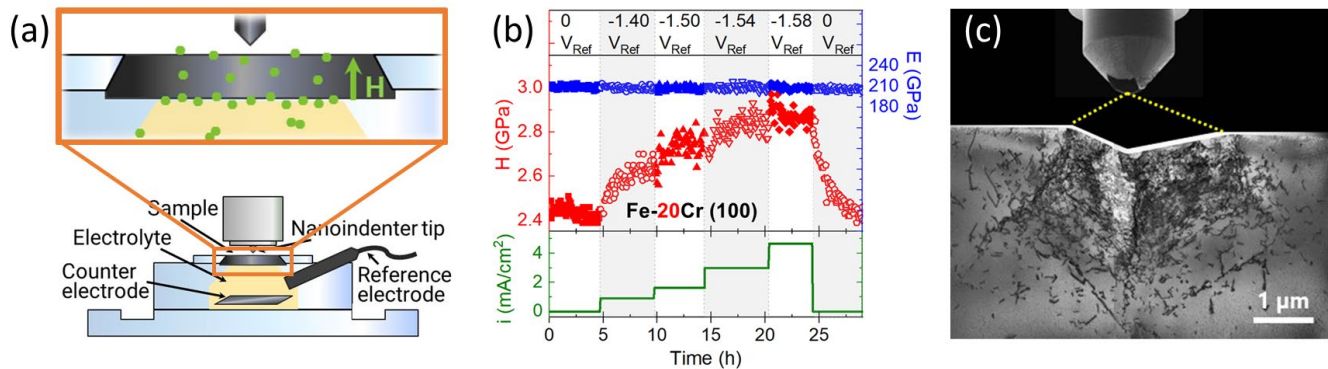 (a)
H
Sample
Nanoindenter tip
Electrolyte
Counter
electrode
Reference
electrode
(b)
0 -1.40 -1.50 -1.54 -1.58 0
V_Ref V_Ref V_Ref V_Ref V_Ref V_Ref
H (GPa)
3.0
2.8
2.6
2.4
E (GPa)
240
210
180
Fe-20Cr (100)
i (mA/cm²)
4
2
0
0 5 10 15 20 25
Time (h)
(c)
1 μm